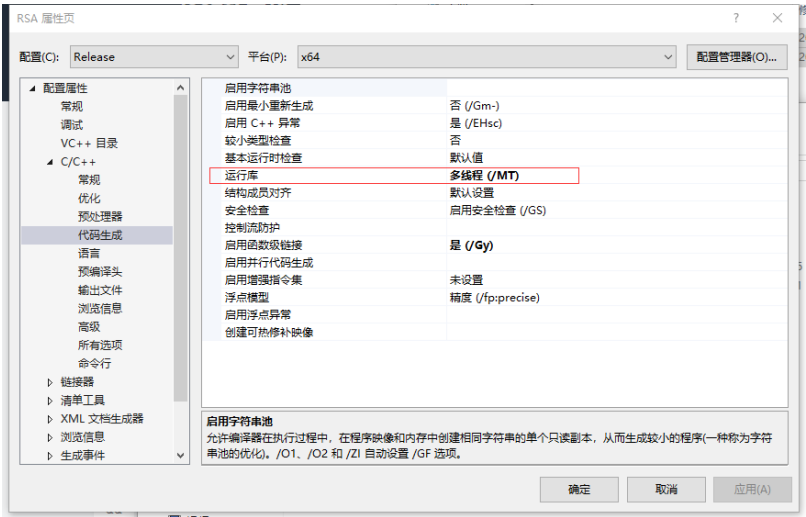 RSA 属性页
? ×
配置(C): Release 平台(P): x64 配置管理器(O)...
配置属性
常规
调试
VC++ 目录
C/C++
常规
优化
预处理器
代码生成
语言
预编译头
输出文件
浏览信息
高级
所有选项
命令行
链接器
清单工具
XML 文档生成器
浏览信息
生成事件
启用字符串池
启用最小重新生成 否 (/Gm-)
启用 C++ 异常 是 (/EHsc)
较小类型检查 否
基本运行时检查 默认值
运行库 多线程 (/MT)
结构成员对齐 默认设置
安全检查 启用安全检查 (/GS)
控制流防护
启用函数级链接 是 (/Gy)
启用并行代码生成
启用增强指令集 未设置
浮点模型 精度 (/fp:precise)
启用浮点异常
创建可热修补映像
启用字符串池
允许编译器在执行过程中，在程序映像和内存中创建相同字符串的单个只读副本，从而生成较小的程序(一种称为字符
串池的优化)。/O1、/O2 和 /ZI 自动设置 /GF 选项。
确定 取消 应用(A)